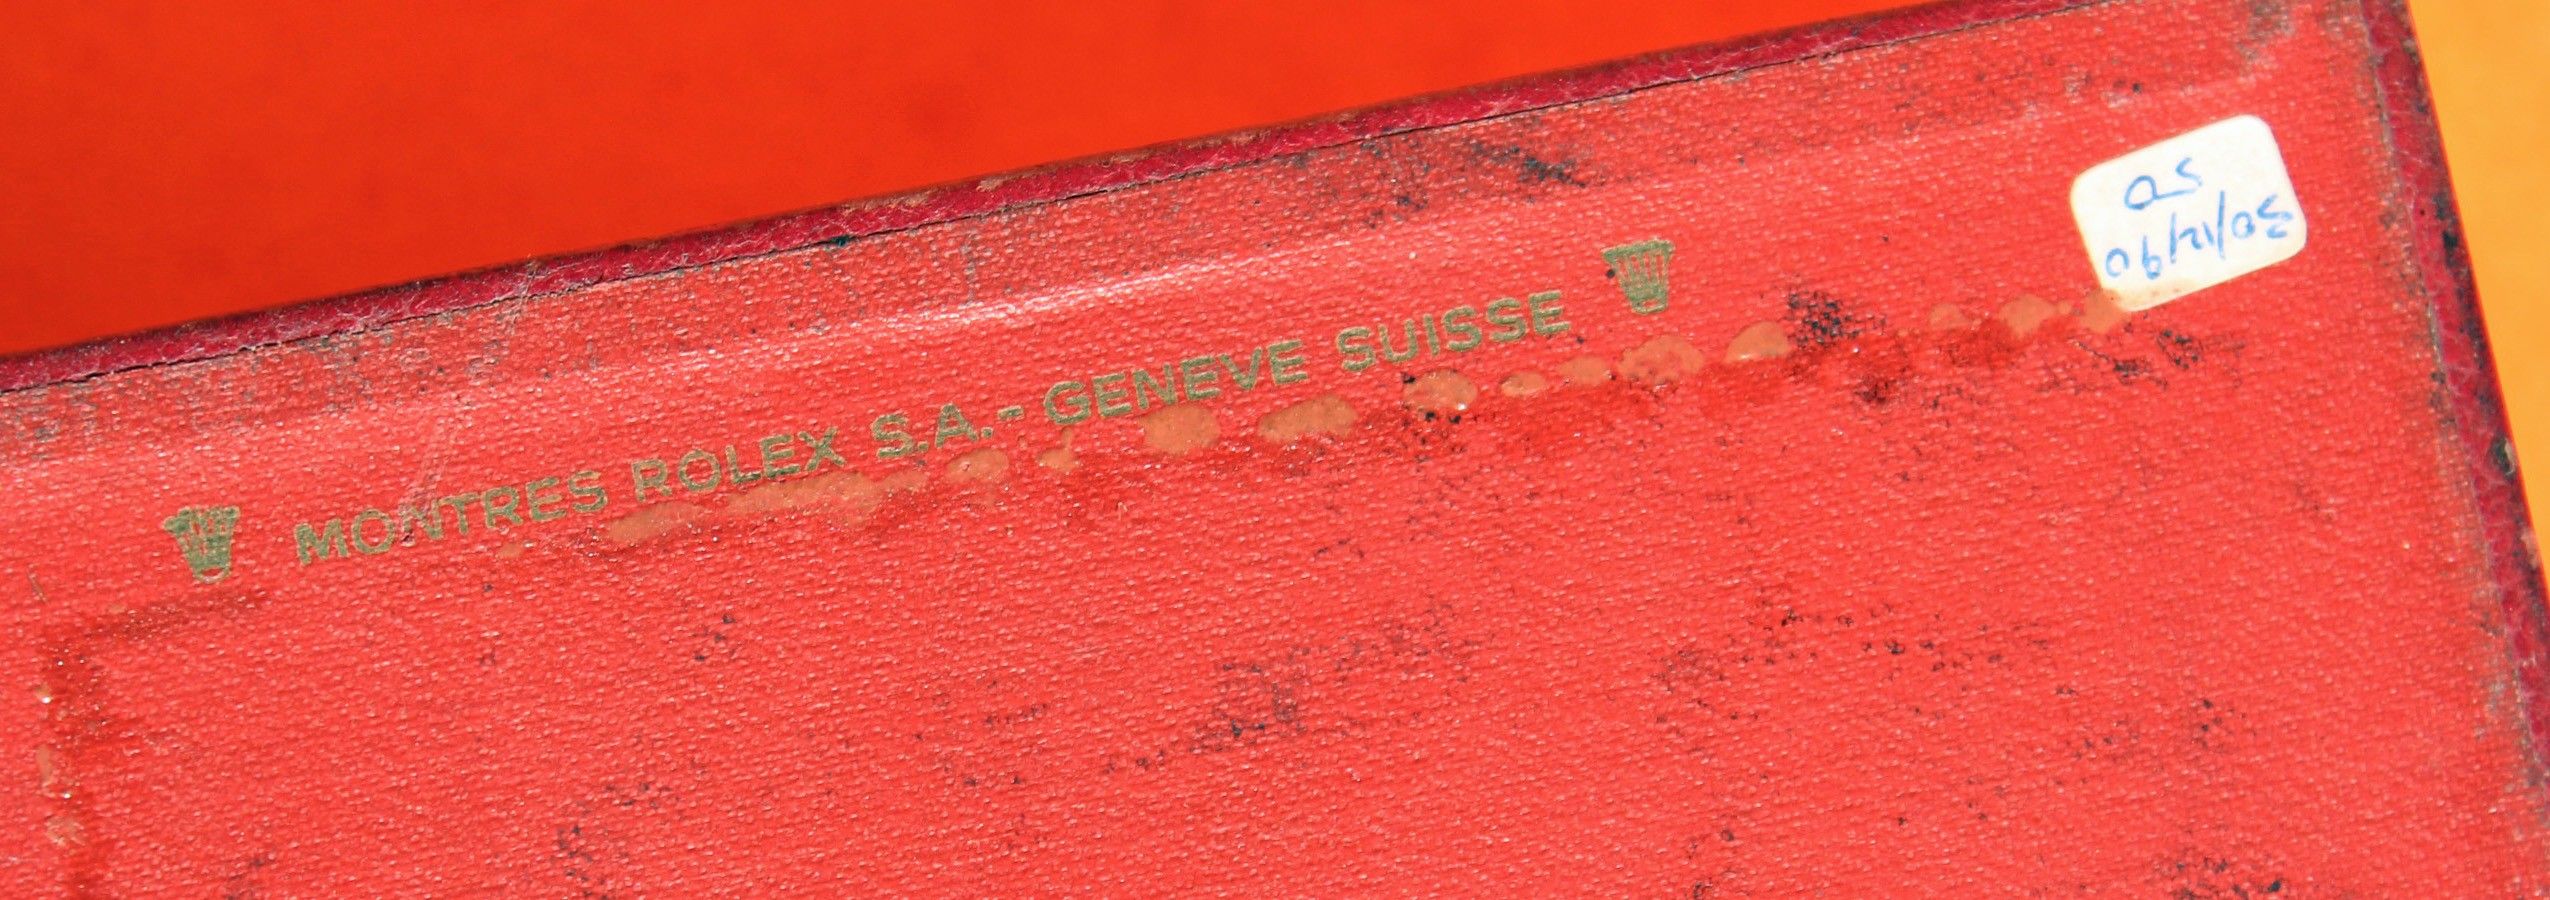 MONTRES ROLEX S.A. - GENEVE SUISSE